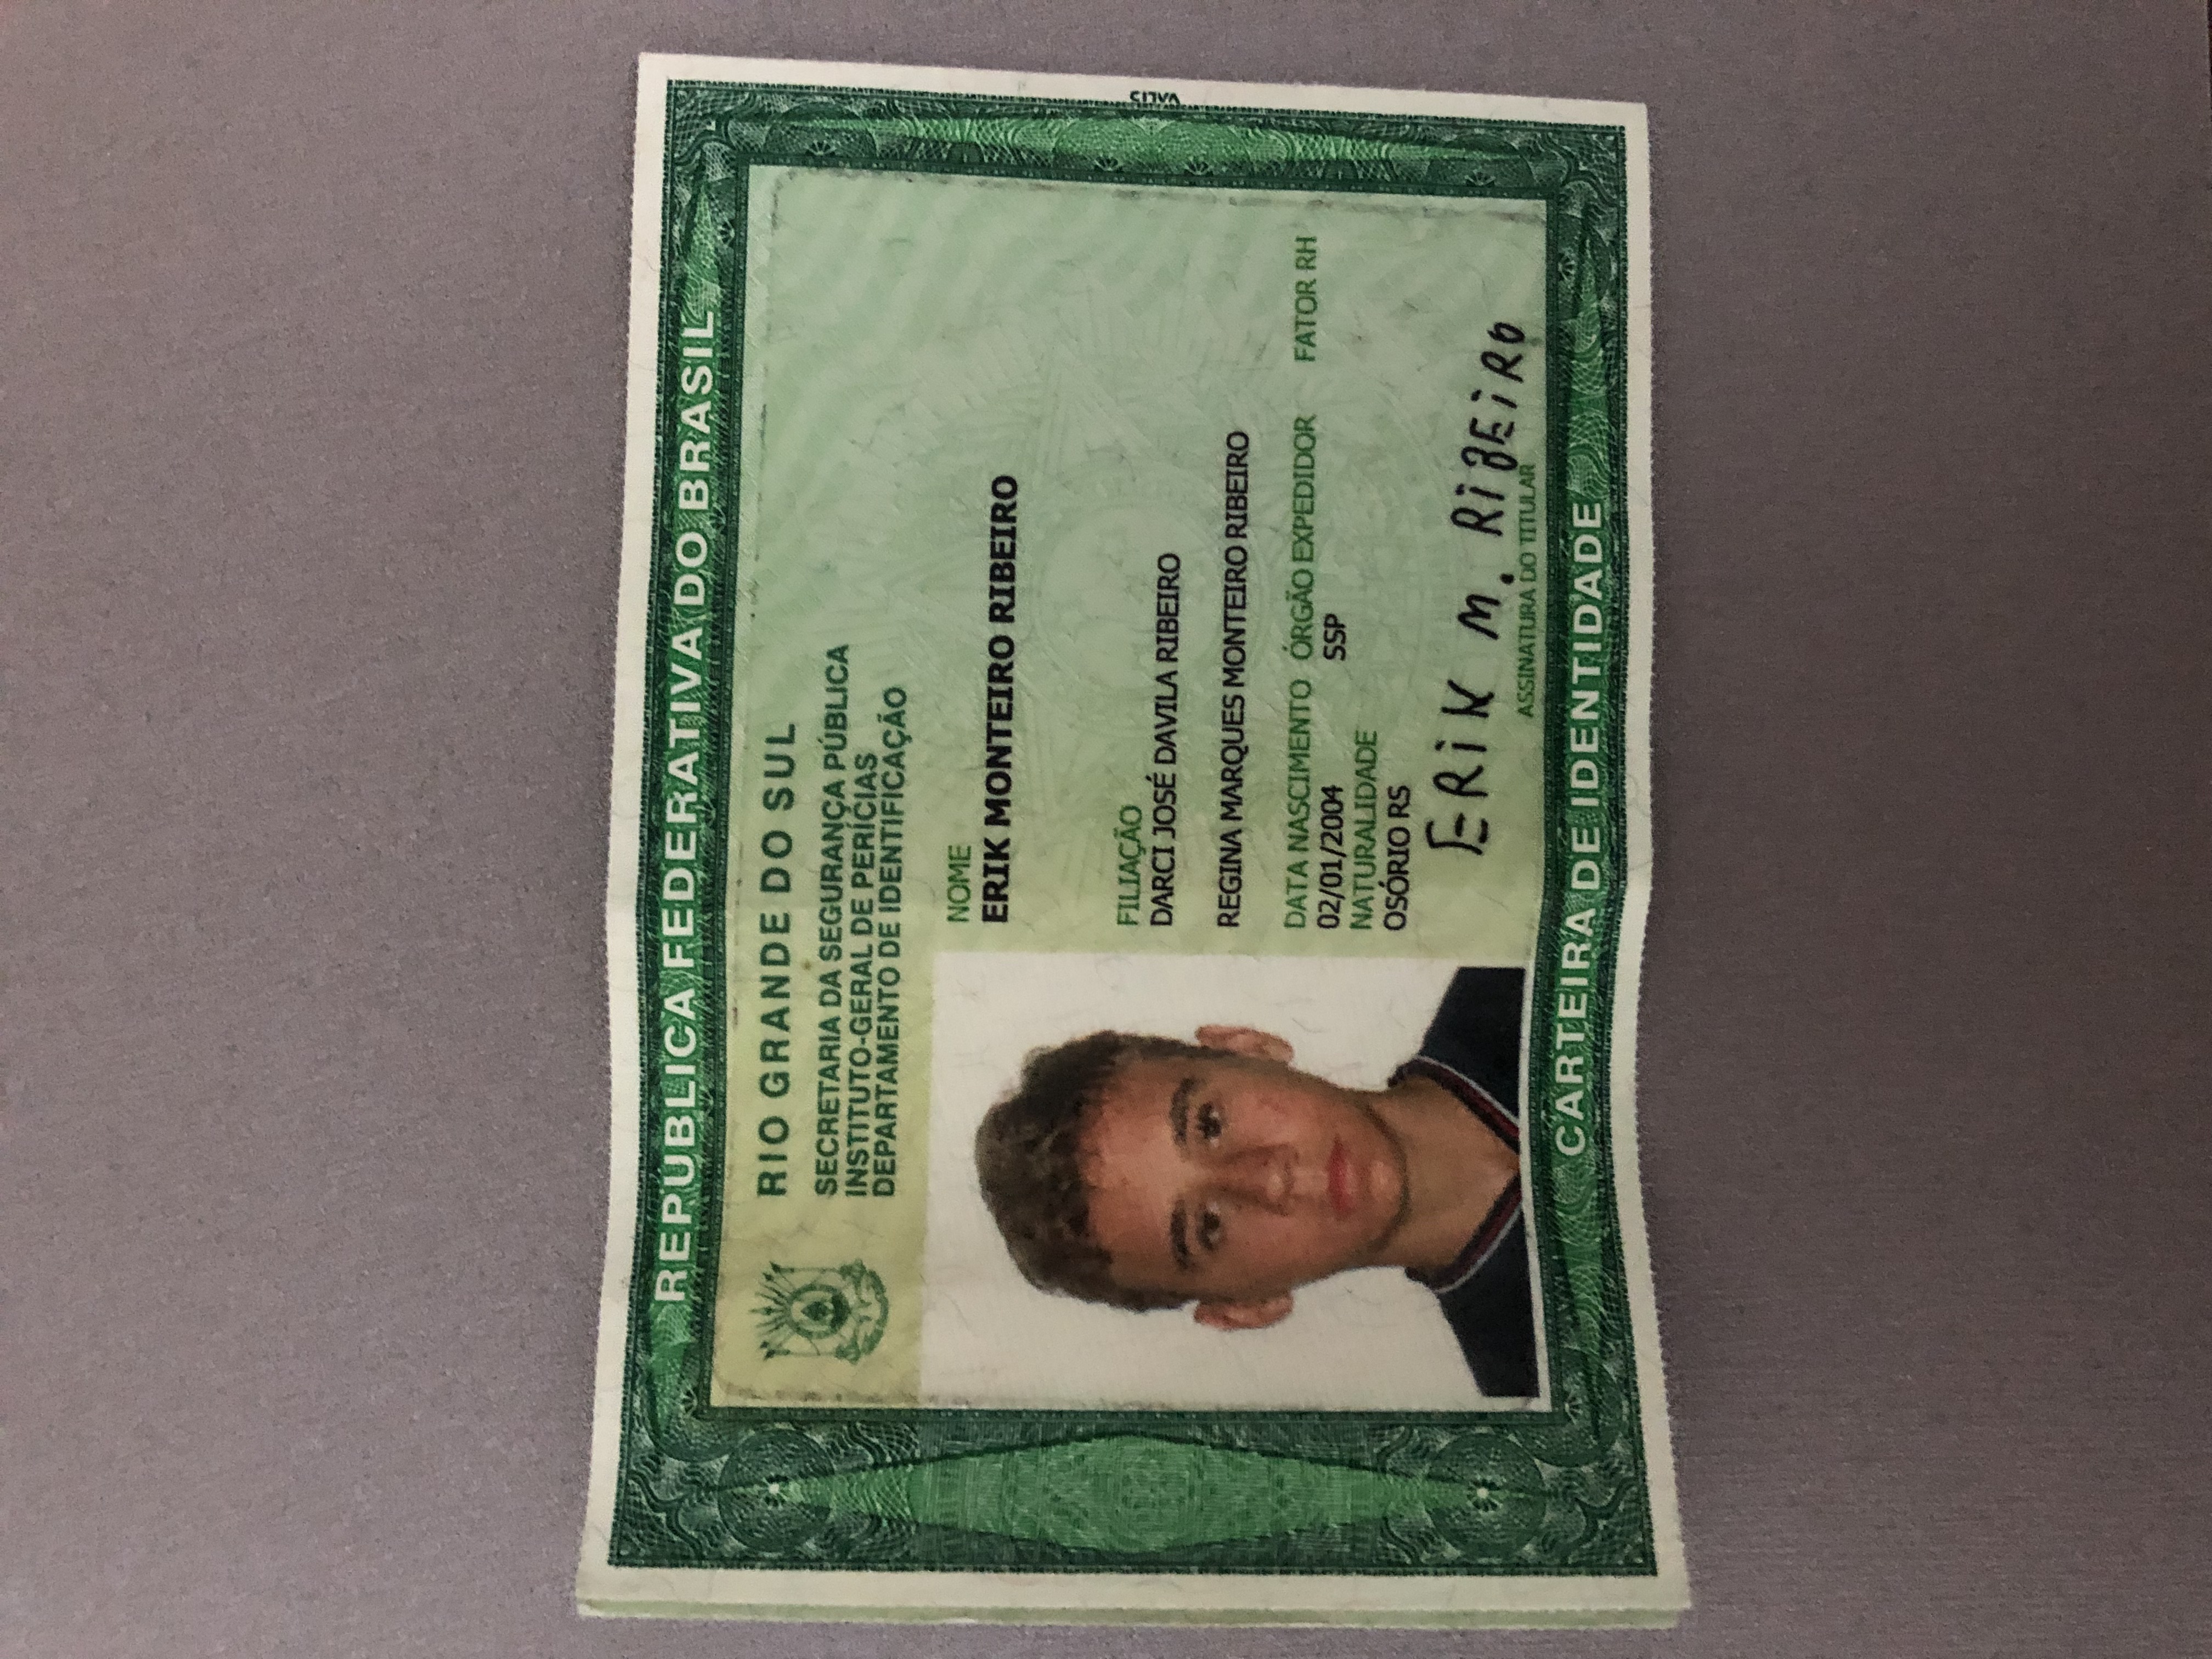 REPÚBLICA FEDERATIVA DO BRASIL
RIO GRANDE DO SUL
SECRETARIA DA SEGURANÇA PÚBLICA
INSTITUTO-GERAL DE PERÍCIAS
DEPARTAMENTO DE IDENTIFICAÇÃO
NOME
ERIK MONTEIRO RIBEIRO
FILIAÇÃO
DARCI JOSÉ DAVILA RIBEIRO
REGINA MARQUES MONTEIRO RIBEIRO
DATA NASCIMENTO ÓRGÃO EXPEDIDOR FATOR RH
02/01/2004 SSP
NATURALIDADE
OSÓRIO RS
ERIK M. RIBEIRO
ASSINATURA DO TITULAR
CARTEIRA DE IDENTIDADE